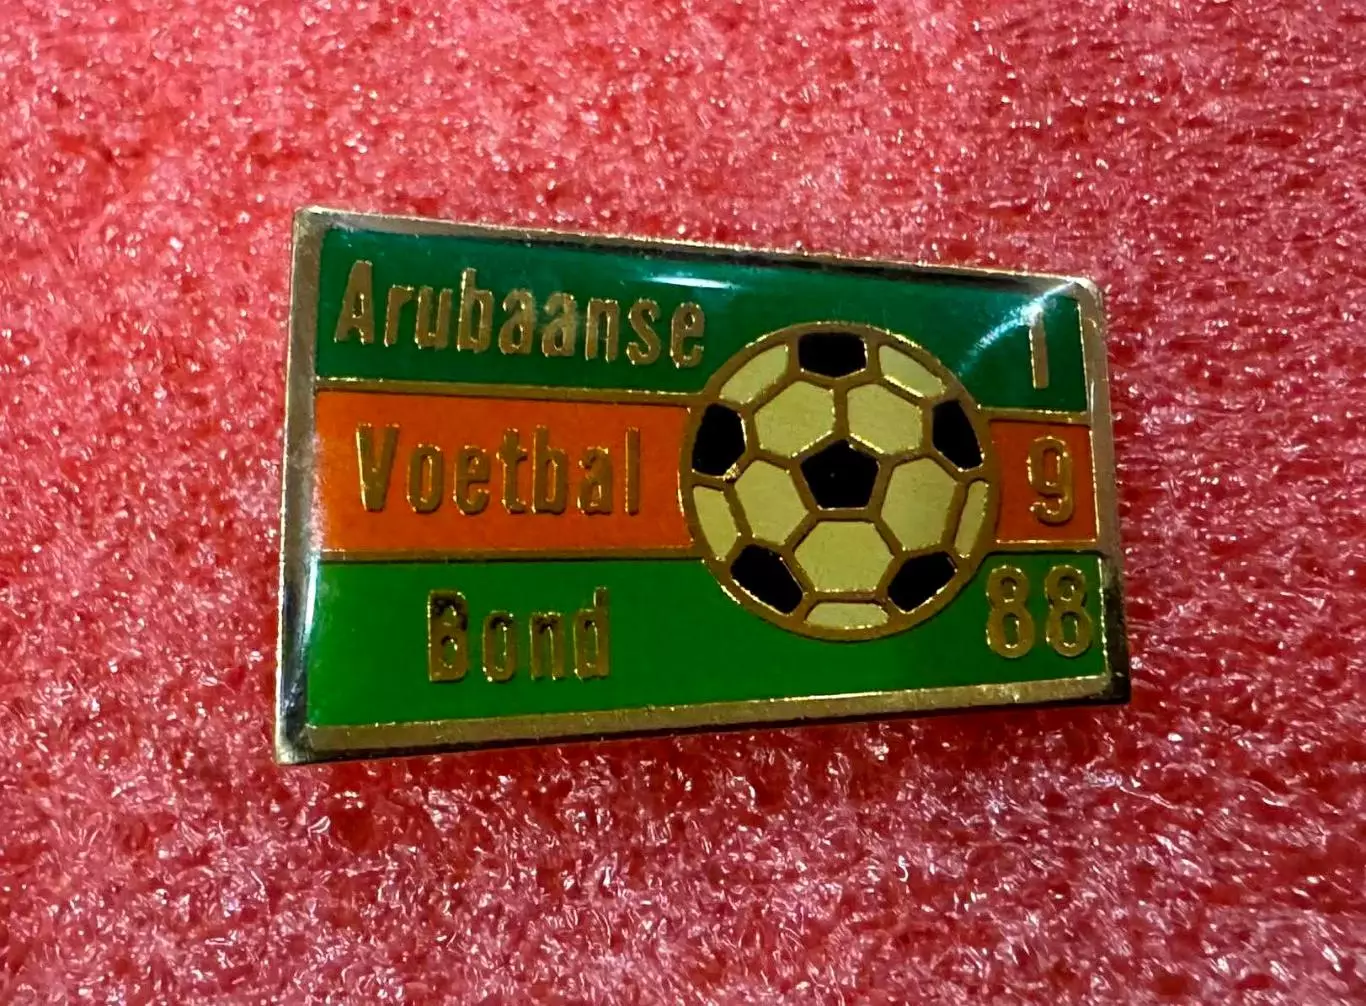 Arubaanse 1
Voetbal 9
Bond 88